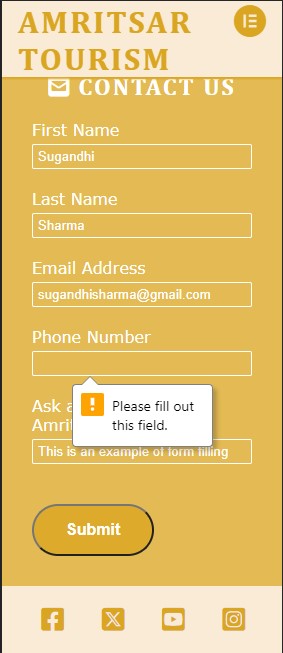 AMRITSAR
TOURISM
CONTACT US
First Name
Sugandhi
Last Name
Sharma
Email Address
sugandhisharma@gmail.com
Phone Number
Please fill out
this field.
Ask
This is an example of form filling
Submit